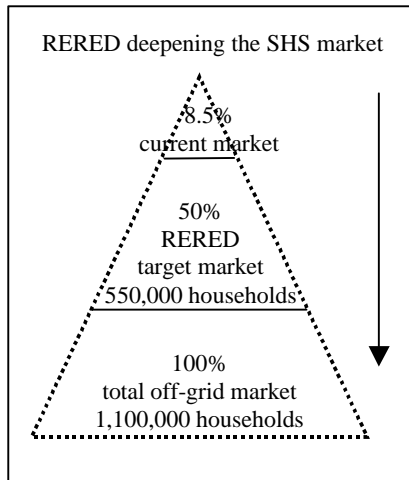 RERED deepening the SHS market
8.5%
current market
50%
RERED
target market
550,000 households
100%
total off-grid market
1,100,000 households